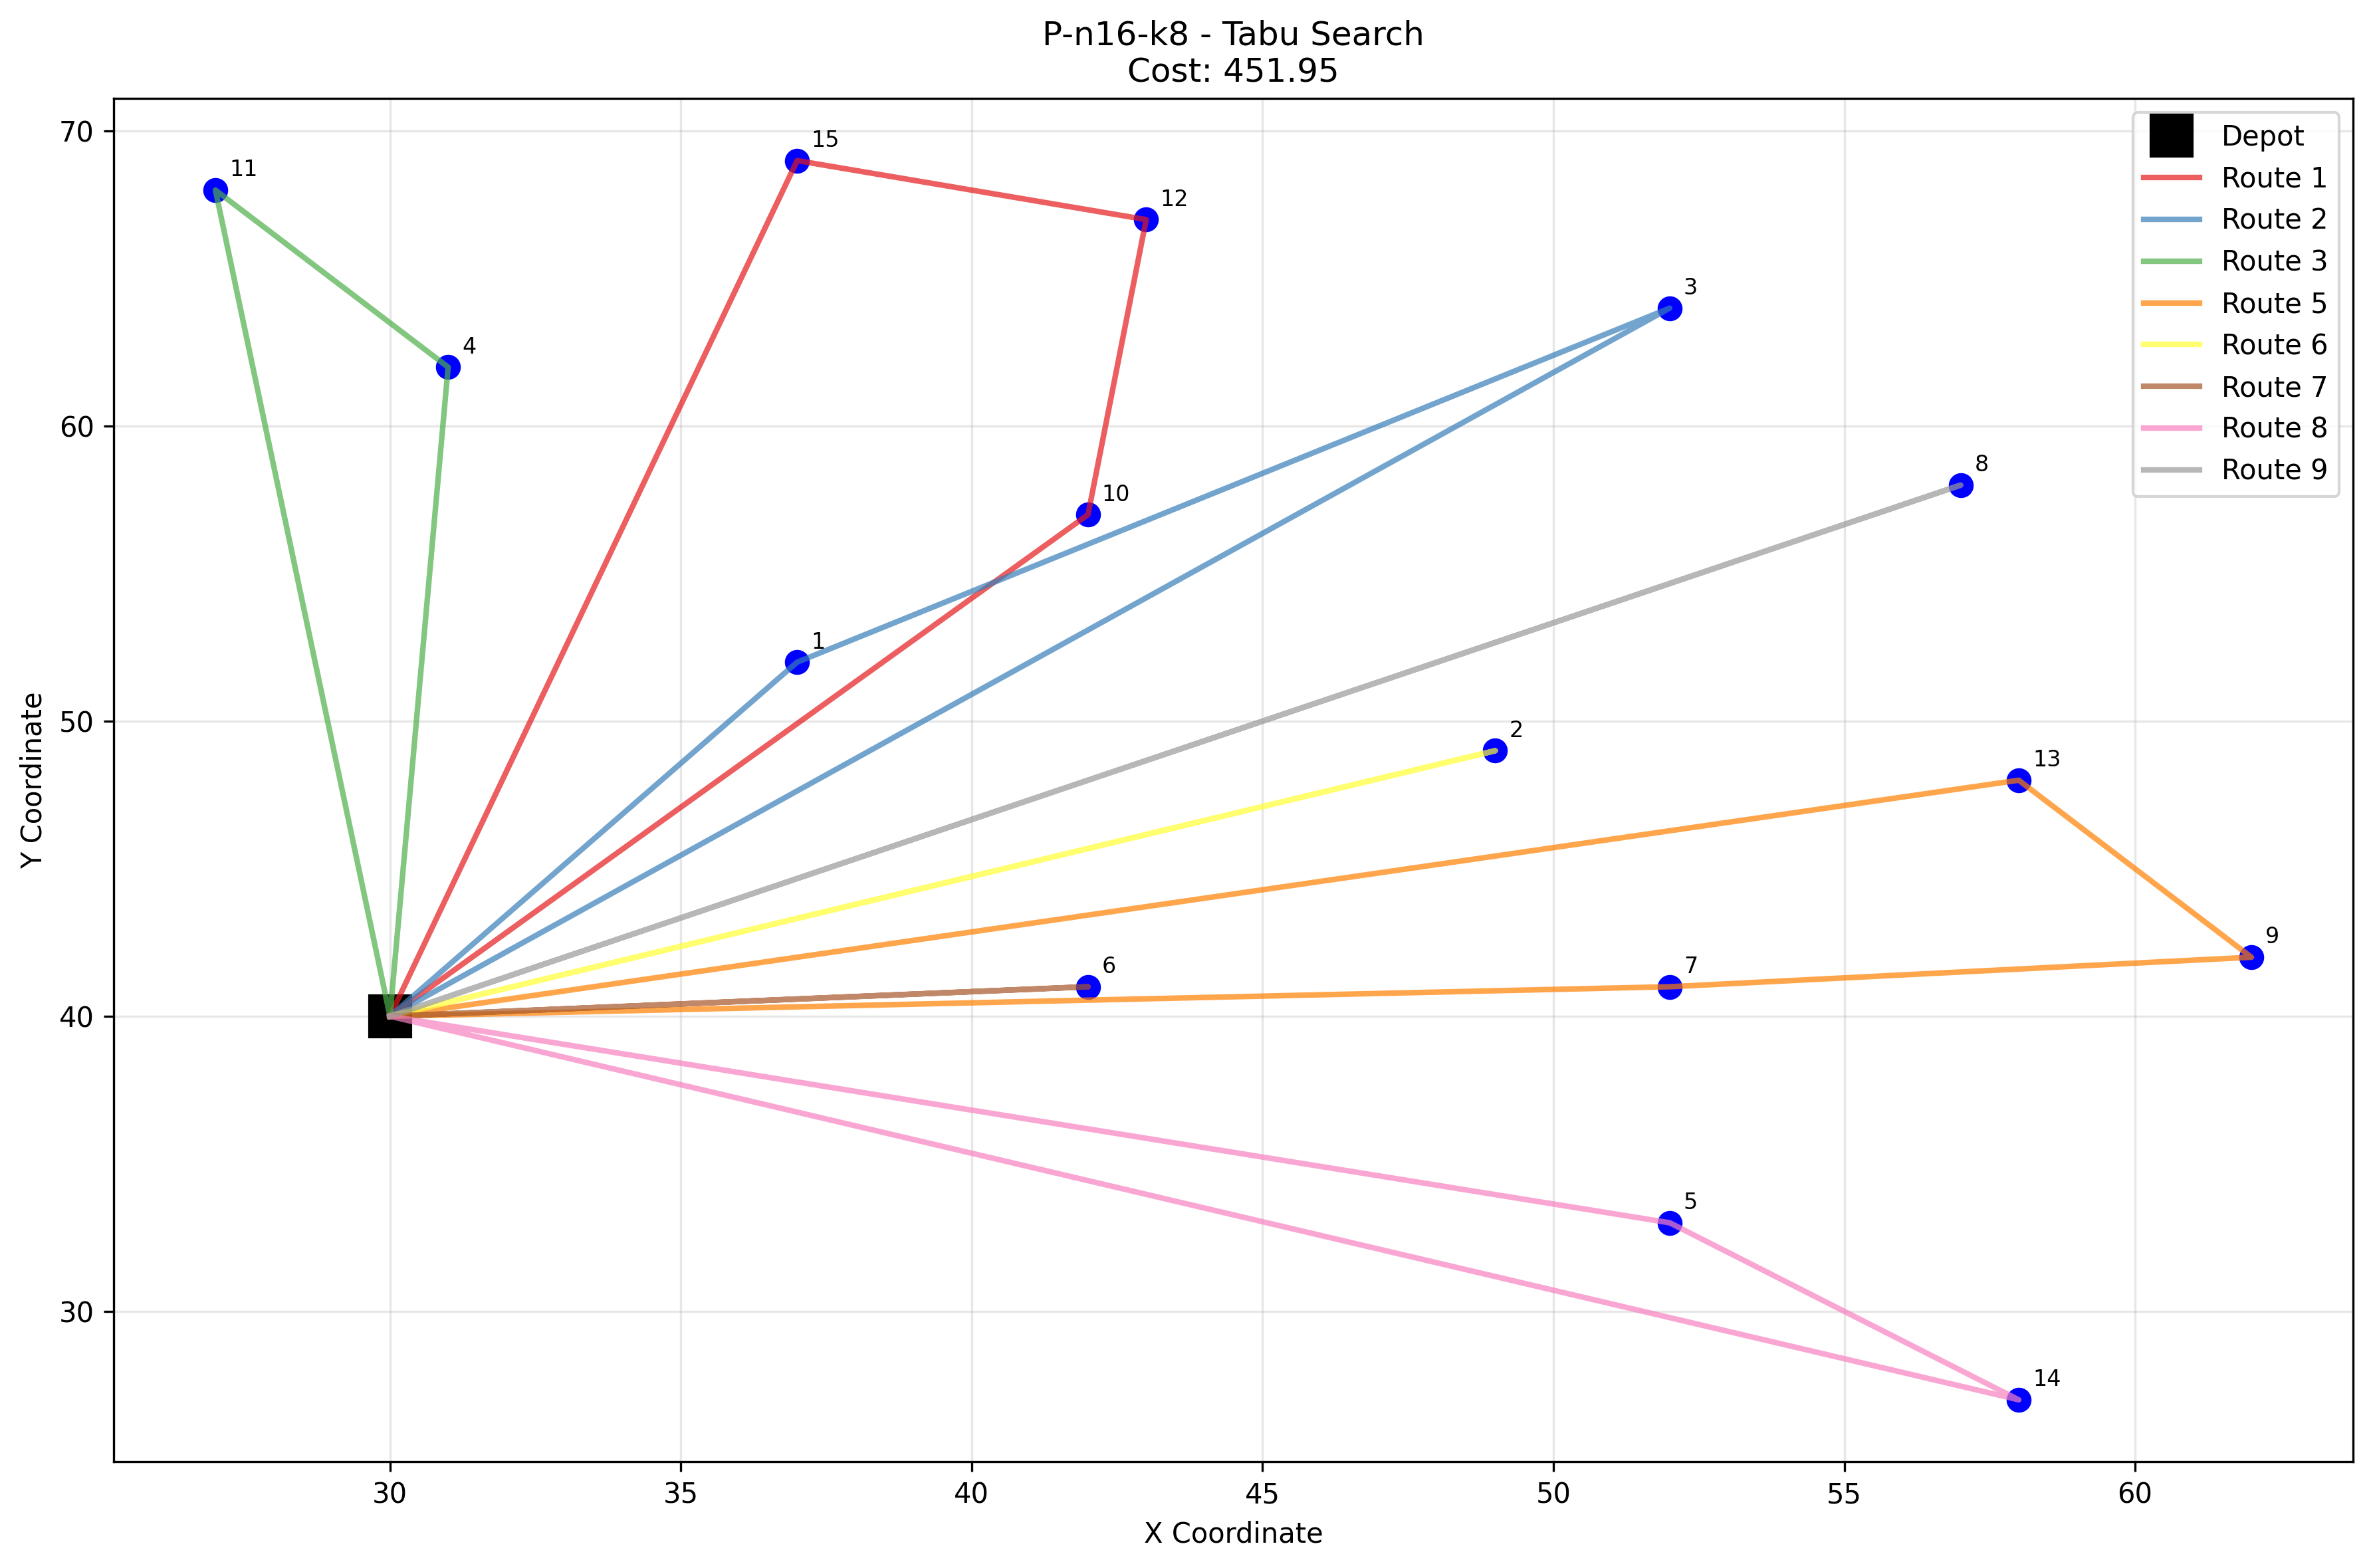 P-n16-k8 - Tabu Search
Cost: 451.95
Depot
Route 1
Route 2
Route 3
Route 5
Route 6
Route 7
Route 8
Route 9
70
60
50
40
30
Y Coordinate
11
15
12
3
4
8
10
1
2
13
9
6
7
5
14
30
35
40
45
50
55
60
X Coordinate